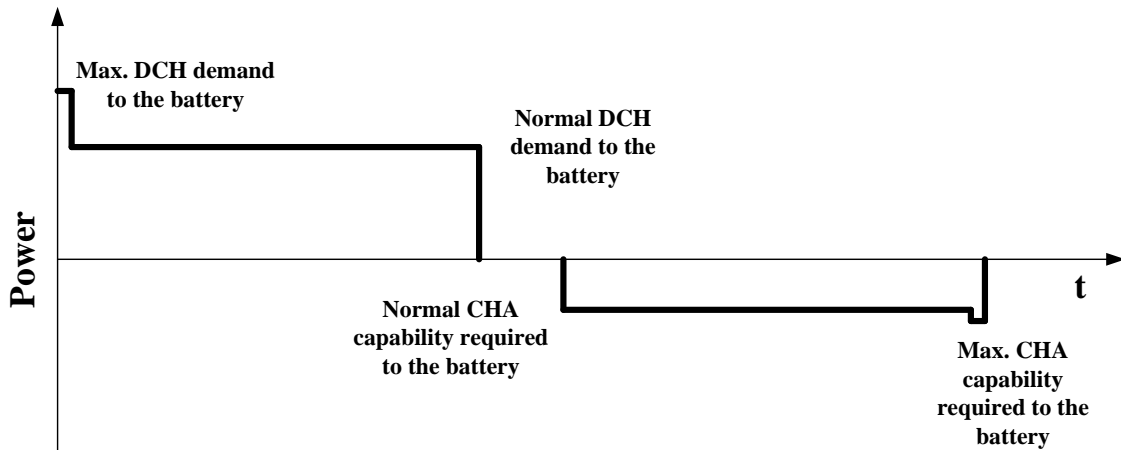 Max. DCH demand
to the battery
Normal DCH
demand to the
battery
Power
t
Normal CHA
capability required
to the battery
Max. CHA
capability
required to the
battery